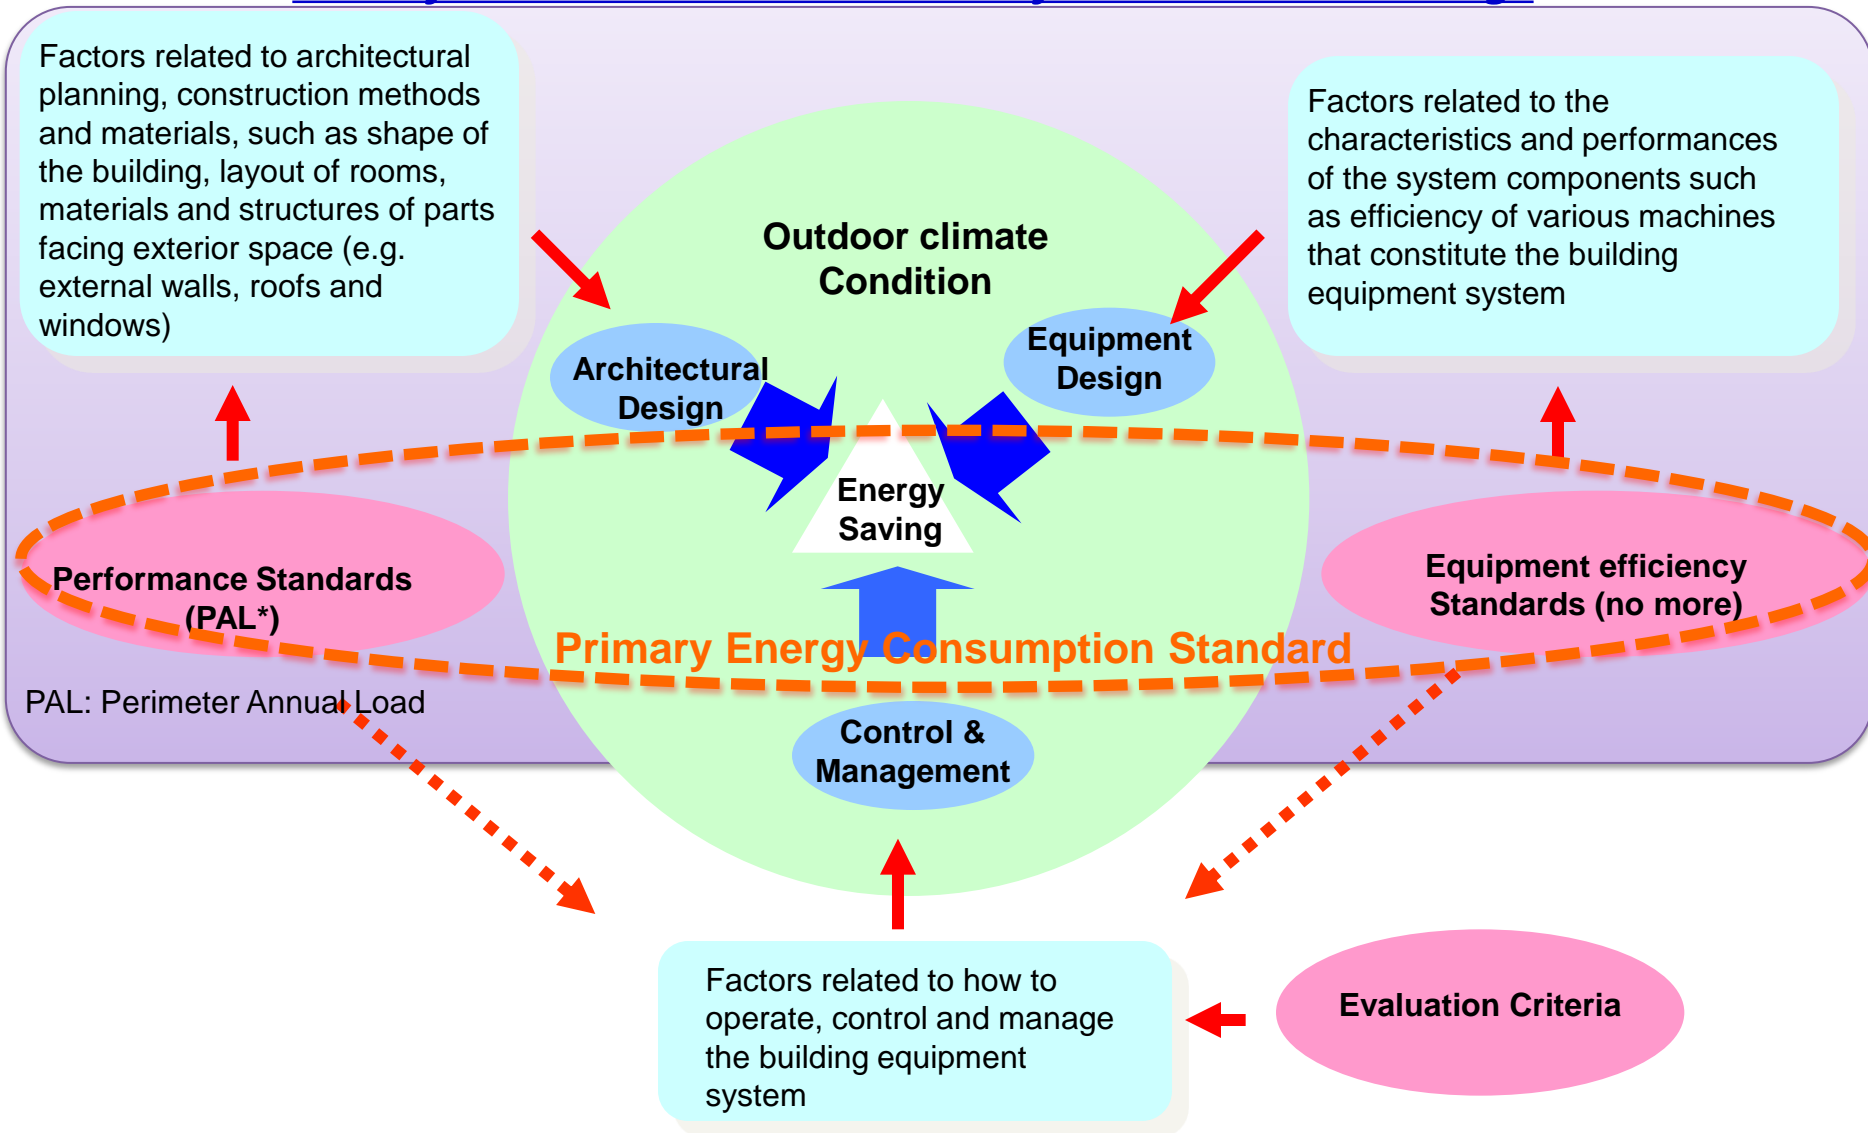 Factors related to architectural
planning, construction methods
and materials, such as shape of
the building, layout of rooms,
materials and structures of parts
facing exterior space (e.g.
external walls, roofs and
windows)
Factors related to the
characteristics and performances
of the system components such
as efficiency of various machines
that constitute the building
equipment system
Outdoor climate
Condition
Architectural
Design
Equipment
Design
Energy
Saving
Performance Standards
(PAL*)
Equipment efficiency
Standards (no more)
Primary Energy Consumption Standard
PAL: Perimeter Annual Load
Control &
Management
Factors related to how to
operate, control and manage
the building equipment
system
Evaluation Criteria